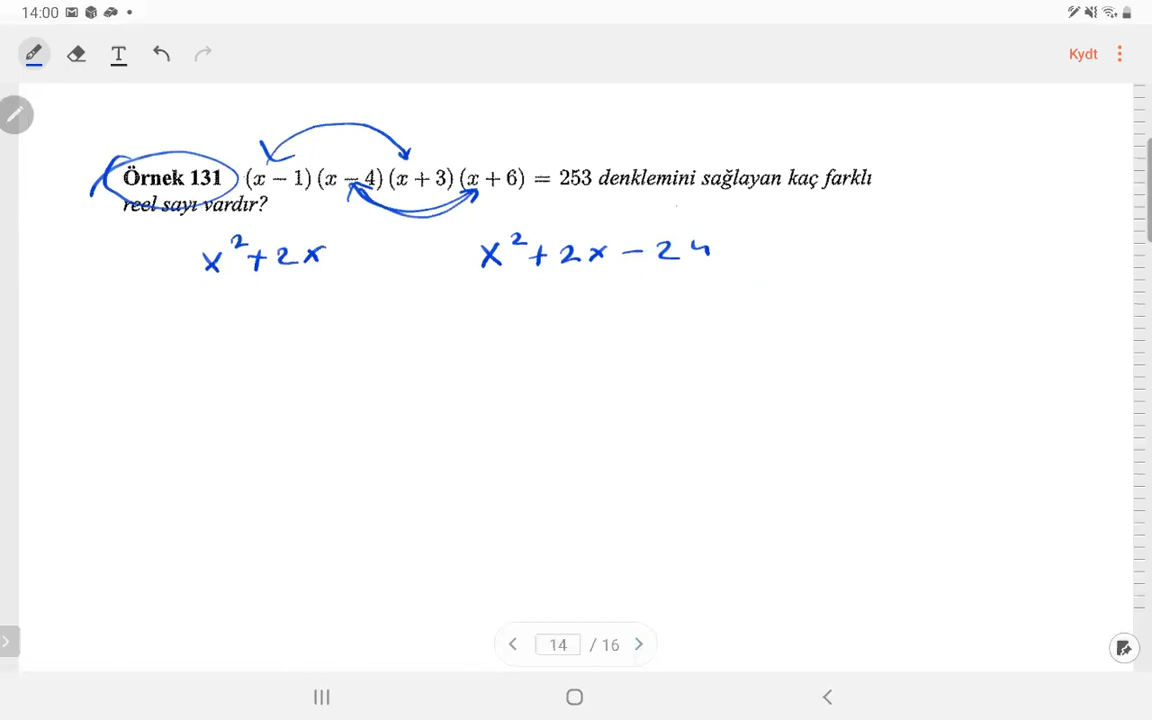 14:00
Kydt
Örnek 131 (x − 1) (x − 4) (x + 3) (x + 6) = 253 denklemini sağlayan kaç farklı
reel sayı vardır?
x² + 2x x² + 2x − 24
14 / 16